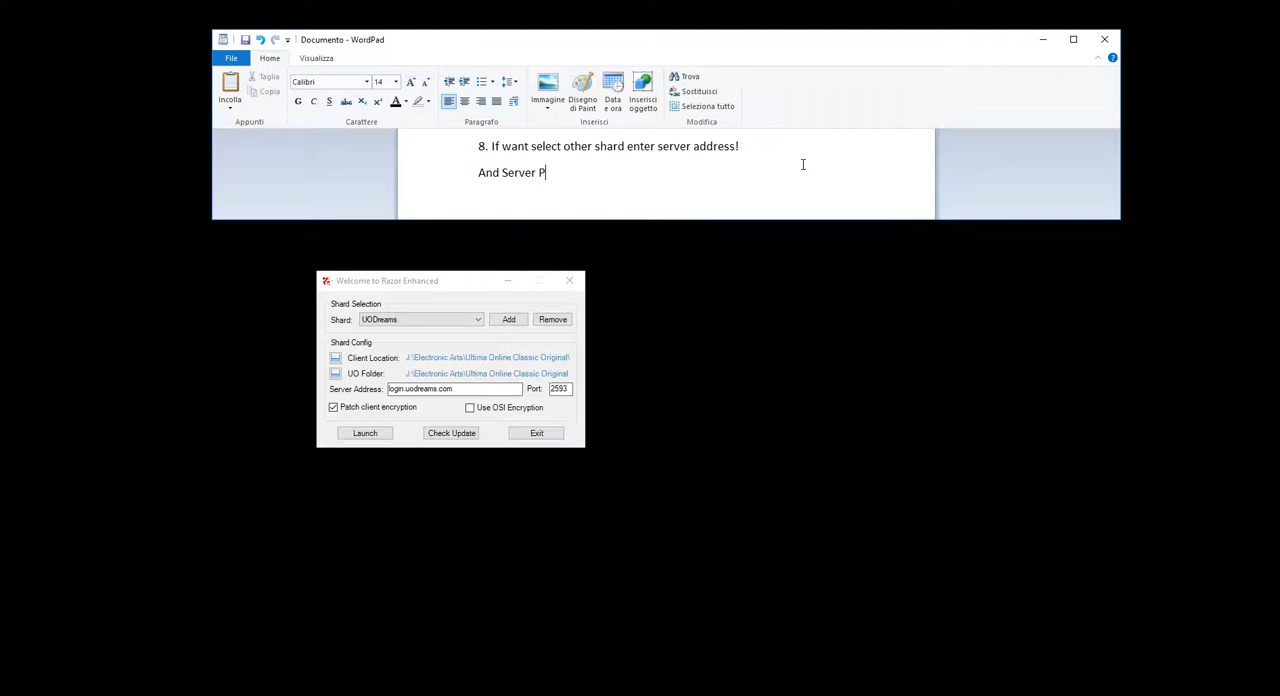 Documento - WordPad
File Home Visualizza
Incolla
Taglia
Copia
Appunti
Calibri 14
G C S abc X₂ X² A
Carattere
Paragrafo
Immagine
Disegno di Paint
Data e ora
Inserisci oggetto
Inserisci
Trova
Sostituisci
Seleziona tutto
Modifica
8. If want select other shard enter server address!
And Server P
Welcome to Razor Enhanced
Shard Selection
Shard: UODreams Add Remove
Shard Config
Client Location: J:\Electronic Arts\Ultima Online Classic Original\
UO Folder: J:\Electronic Arts\Ultima Online Classic Original
Server Address: login.uodreams.com Port: 2593
Patch client encryption Use OSI Encryption
Launch Check Update Exit